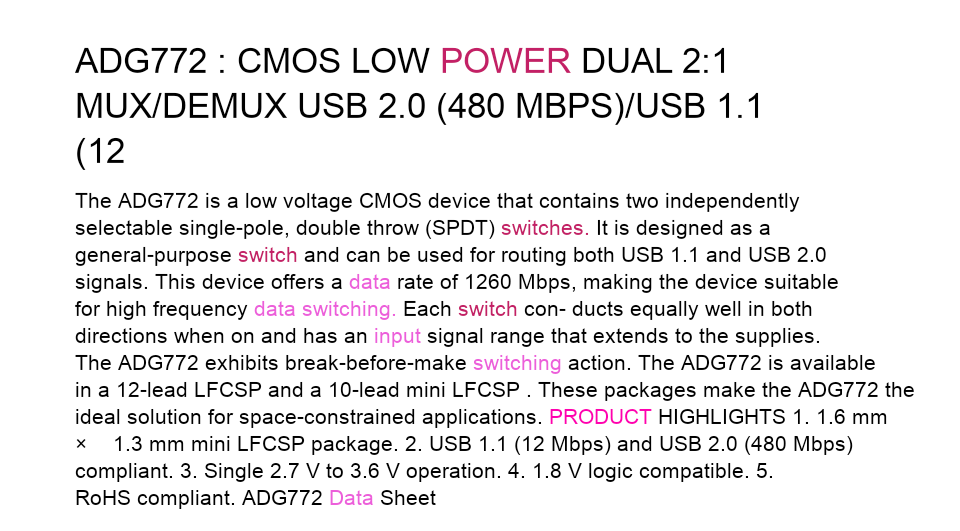 ADG772 : CMOS LOW POWER DUAL 2:1
MUX/DEMUX USB 2.0 (480 MBPS)/USB 1.1
(12
The ADG772 is a low voltage CMOS device that contains two independently
selectable single-pole, double throw (SPDT) switches. It is designed as a
general-purpose switch and can be used for routing both USB 1.1 and USB 2.0
signals. This device offers a data rate of 1260 Mbps, making the device suitable
for high frequency data switching. Each switch con- ducts equally well in both
directions when on and has an input signal range that extends to the supplies.
The ADG772 exhibits break-before-make switching action. The ADG772 is available
in a 12-lead LFCSP and a 10-lead mini LFCSP . These packages make the ADG772 the
ideal solution for space-constrained applications. PRODUCT HIGHLIGHTS 1. 1.6 mm
× 1.3 mm mini LFCSP package. 2. USB 1.1 (12 Mbps) and USB 2.0 (480 Mbps)
compliant. 3. Single 2.7 V to 3.6 V operation. 4. 1.8 V logic compatible. 5.
RoHS compliant. ADG772 Data Sheet